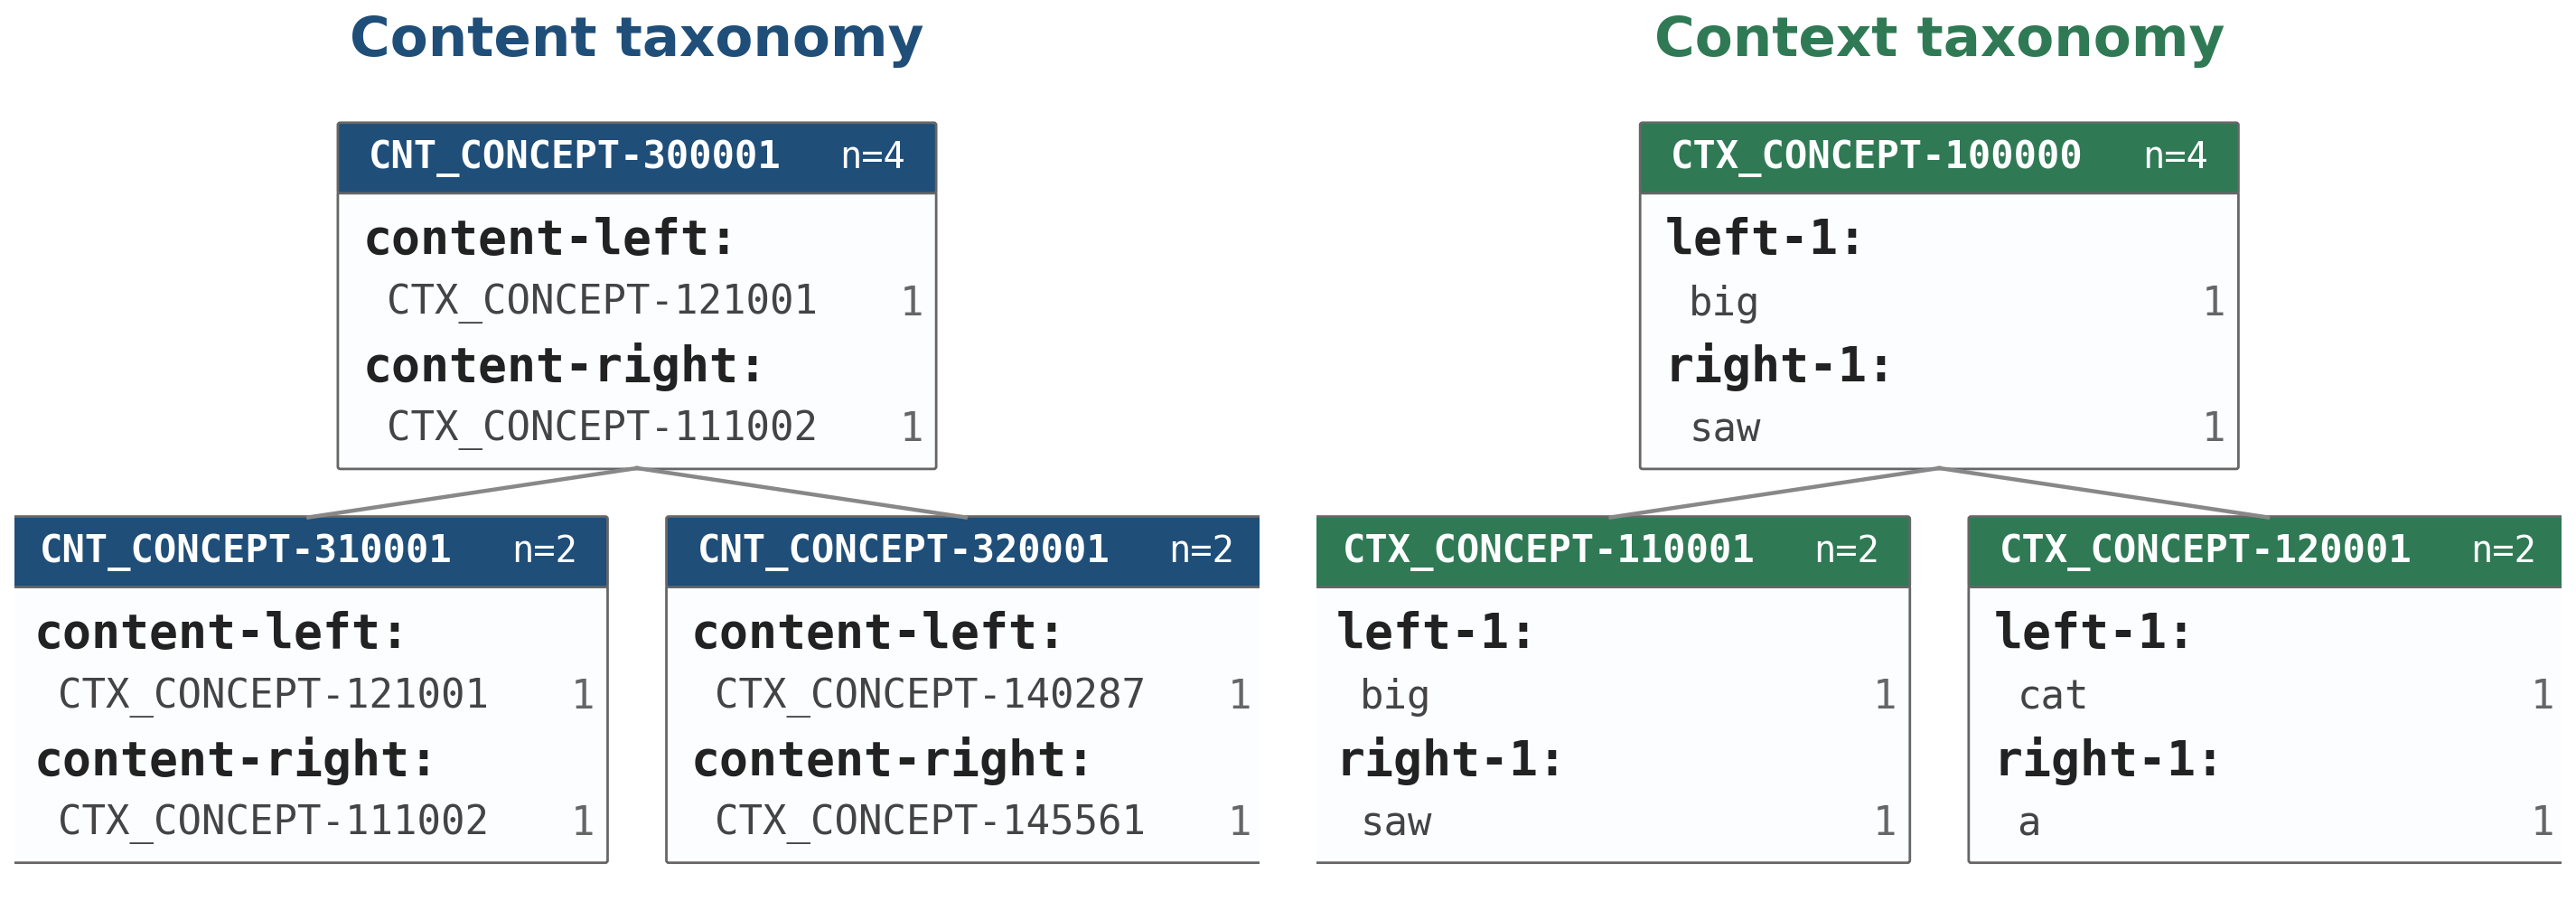 Content taxonomy
CNT_CONCEPT-300001 n=4
content-left:
CTX_CONCEPT-121001 1
content-right:
CTX_CONCEPT-111002 1
CNT_CONCEPT-310001 n=2
content-left:
CTX_CONCEPT-121001 1
content-right:
CTX_CONCEPT-111002 1
CNT_CONCEPT-320001 n=2
content-left:
CTX_CONCEPT-140287 1
content-right:
CTX_CONCEPT-145561 1
Context taxonomy
CTX_CONCEPT-100000 n=4
left-1:
big 1
right-1:
saw 1
CTX_CONCEPT-110001 n=2
left-1:
big 1
right-1:
saw 1
CTX_CONCEPT-120001 n=2
left-1:
cat 1
right-1:
a 1